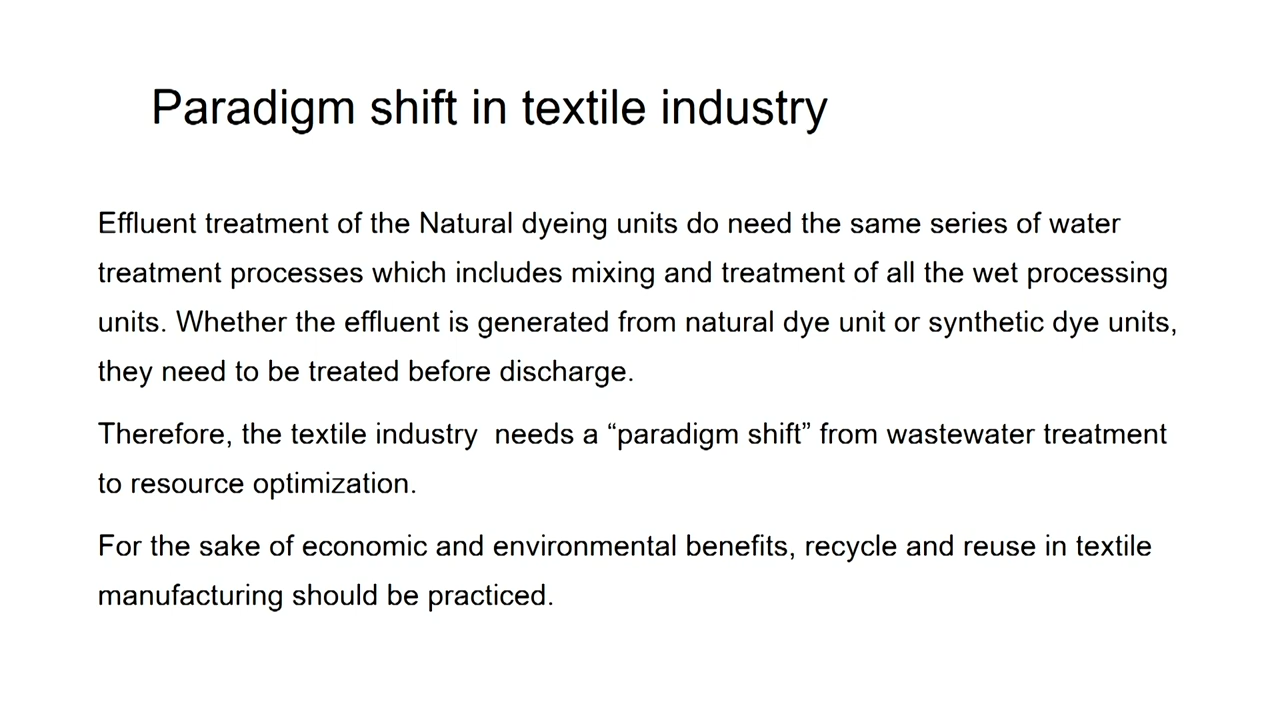 Paradigm shift in textile industry
Effluent treatment of the Natural dyeing units do need the same series of water
treatment processes which includes mixing and treatment of all the wet processing
units. Whether the effluent is generated from natural dye unit or synthetic dye units,
they need to be treated before discharge.
Therefore, the textile industry  needs a “paradigm shift” from wastewater treatment
to resource optimization.
For the sake of economic and environmental benefits, recycle and reuse in textile
manufacturing should be practiced.